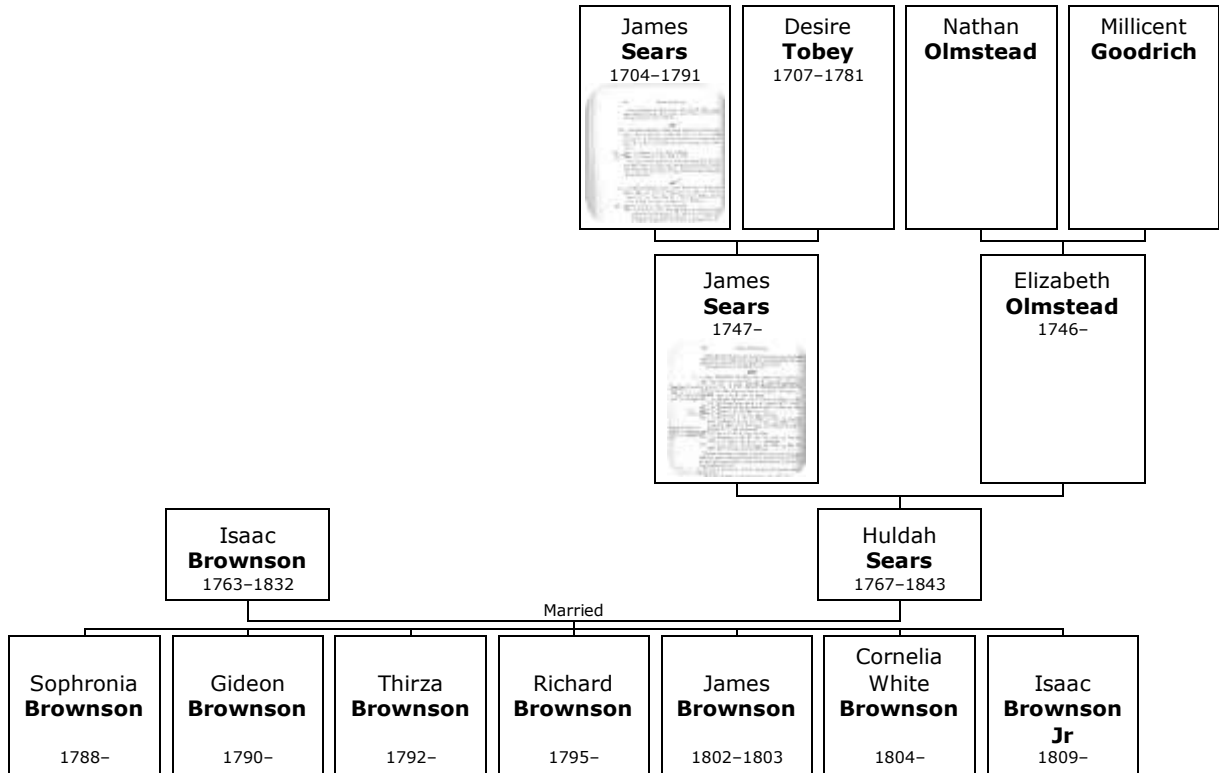 James
Sears
1704–1791
Desire
Tobey
1707–1781
Nathan
Olmstead
Millicent
Goodrich
James
Sears
1747–
Elizabeth
Olmstead
1746–
Isaac
Brownson
1763–1832
Huldah
Sears
1767–1843
Married
Sophronia
Brownson
1788–
Gideon
Brownson
1790–
Thirza
Brownson
1792–
Richard
Brownson
1795–
James
Brownson
1802–1803
Cornelia
White
Brownson
1804–
Isaac
Brownson
Jr
1809–